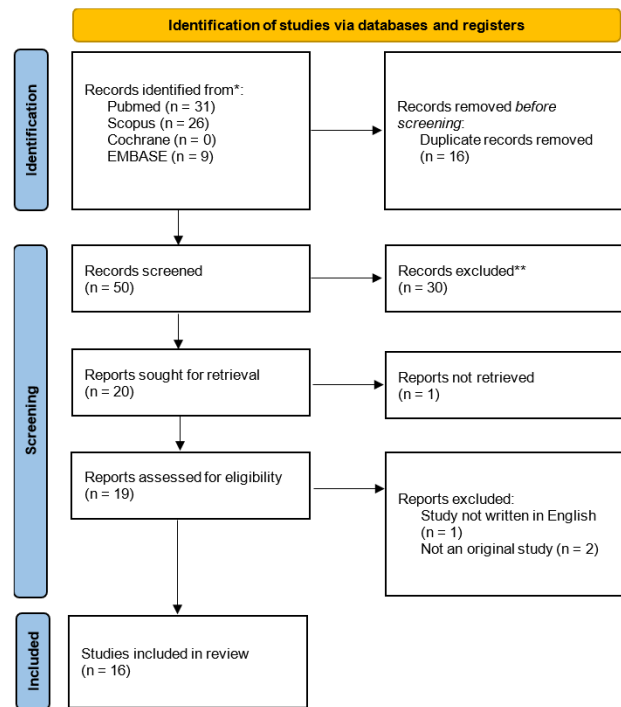 Identification of studies via databases and registers
Identification
Records identified from*:
Pubmed (n = 31)
Scopus (n = 26)
Cochrane (n = 0)
EMBASE (n = 9)
Records removed before
screening:
Duplicate records removed
(n = 16)
Screening
Records screened
(n = 50)
Records excluded**
(n = 30)
Reports sought for retrieval
(n = 20)
Reports not retrieved
(n = 1)
Reports assessed for eligibility
(n = 19)
Reports excluded:
Study not written in English
(n = 1)
Not an original study (n = 2)
Included
Studies included in review
(n = 16)